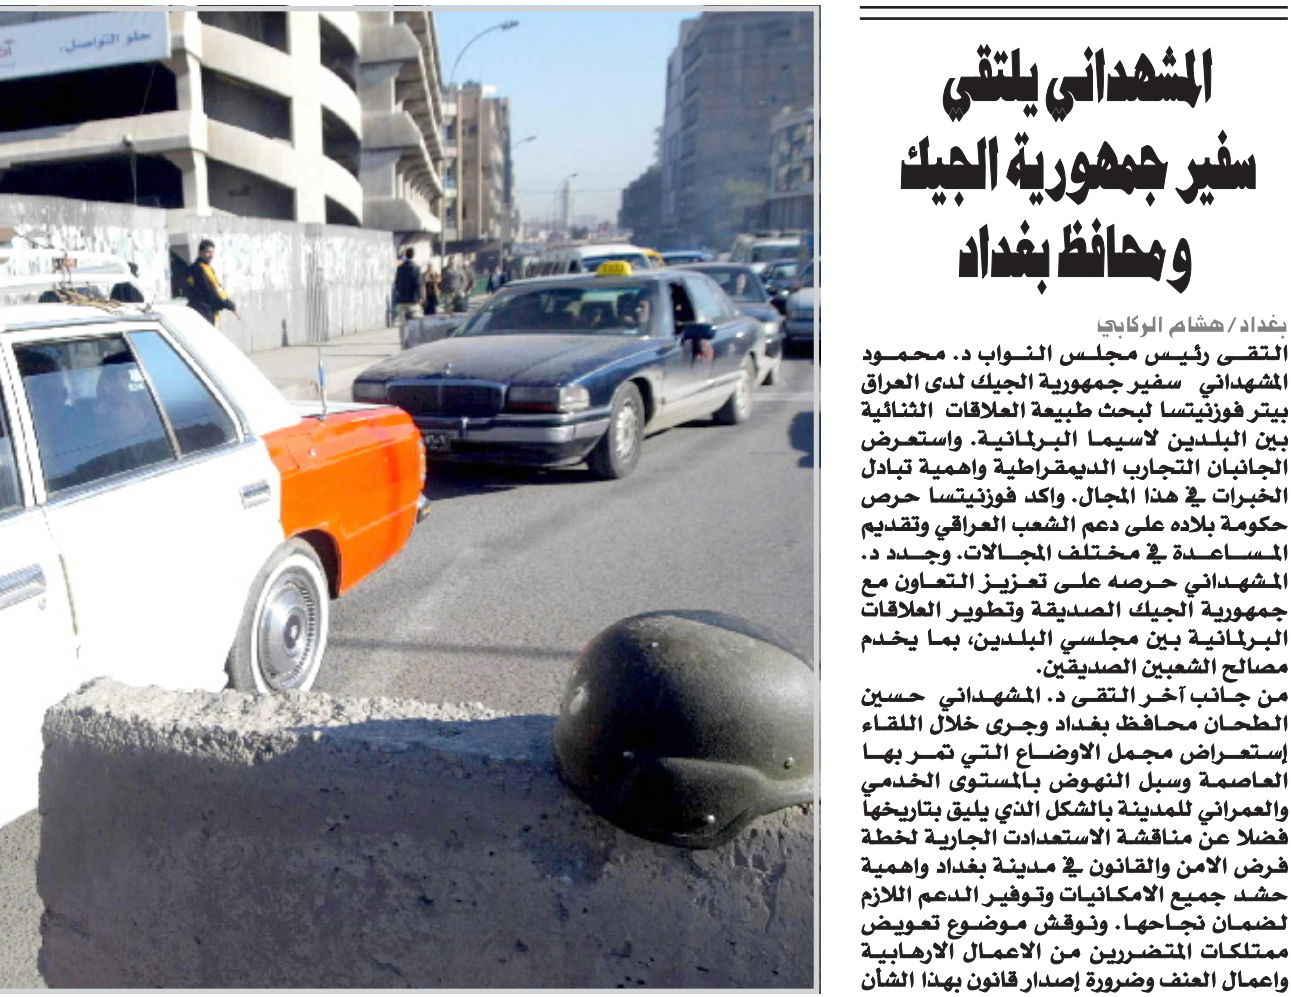 المشهداني يلتقي
سفير جمهورية الجيك
ومحافظ بغداد
بغداد/هشام الركابي
التقى رئيس مجلس النواب د. محمود
المشهداني سفير جمهورية الجيك لدى العراق
بيتر فوزنيتسا لبحث طبيعة العلاقات الثنائية
بين البلدين لاسيما البرلمانية. واستعرض
الجانبان التجارب الديمقراطية واهمية تبادل
الخبرات في هذا المجال. واكد فوزنيتسا حرص
حكومة بلاده على دعم الشعب العراقي وتقديم
المساعدة في مختلف المجالات. وجدد د.
المشهداني حرصه على تعزيز التعاون مع
جمهورية الجيك الصديقة وتطوير العلاقات
البرلمانية بين مجلسي البلدين، بما يخدم
مصالح الشعبين الصديقين.
من جانب آخر التقى د. المشهداني حسين
الطحان محافظ بغداد وجرى خلال اللقاء
إستعراض مجمل الاوضاع التي تمر بها
العاصمة وسبل النهوض بالمستوى الخدمي
والعمراني للمدينة بالشكل الذي يليق بتاريخها
فضلا عن مناقشة الاستعدادت الجارية لخطة
فرض الامن والقانون في مدينة بغداد واهمية
حشد جميع الامكانيات وتوفير الدعم اللازم
لضمان نجاحها. ونوقش موضوع تعويض
ممتلكات المتضررين من الاعمال الارهابية
واعمال العنف وضرورة إصدار قانون بهذا الشأن
حلو التواصل.
TAXI